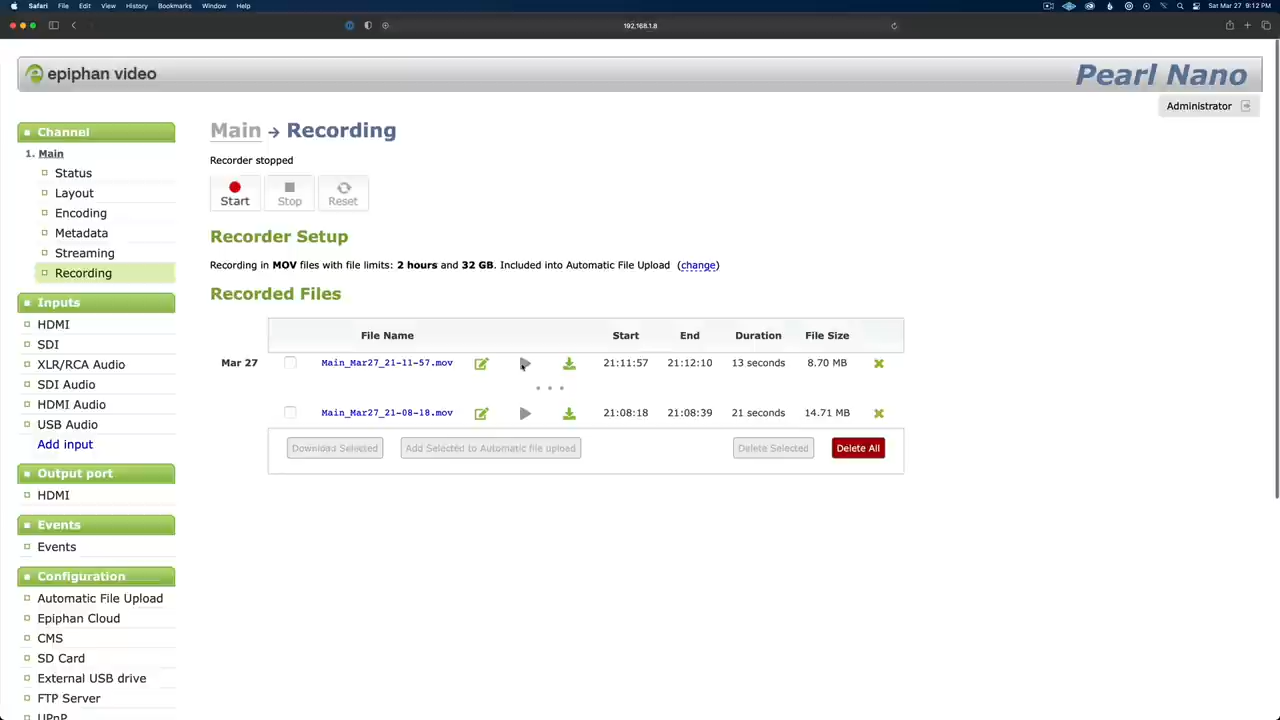 Safari File Edit View History Bookmarks Window Help Sat Mar 27 9:12 PM
192.168.1.8
epiphan video Pearl Nano
Administrator
Channel
1. Main
Status
Layout
Encoding
Metadata
Streaming
Recording
Inputs
HDMI
SDI
XLR/RCA Audio
SDI Audio
HDMI Audio
USB Audio
Add input
Output port
HDMI
Events
Events
Configuration
Automatic File Upload
Epiphan Cloud
CMS
SD Card
External USB drive
FTP Server
UPnP
Main → Recording
Recorder stopped
Start Stop Reset
Recorder Setup
Recording in MOV files with file limits: 2 hours and 32 GB. Included into Automatic File Upload (change)
Recorded Files
File Name Start End Duration File Size
Mar 27 Main_Mar27_21-11-57.mov 21:11:57 21:12:10 13 seconds 8.70 MB
• • •
Main_Mar27_21-08-18.mov 21:08:18 21:08:39 21 seconds 14.71 MB
Download Selected Add Selected to Automatic file upload Delete Selected Delete All